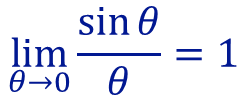 lim θ→0 sin θ / θ = 1